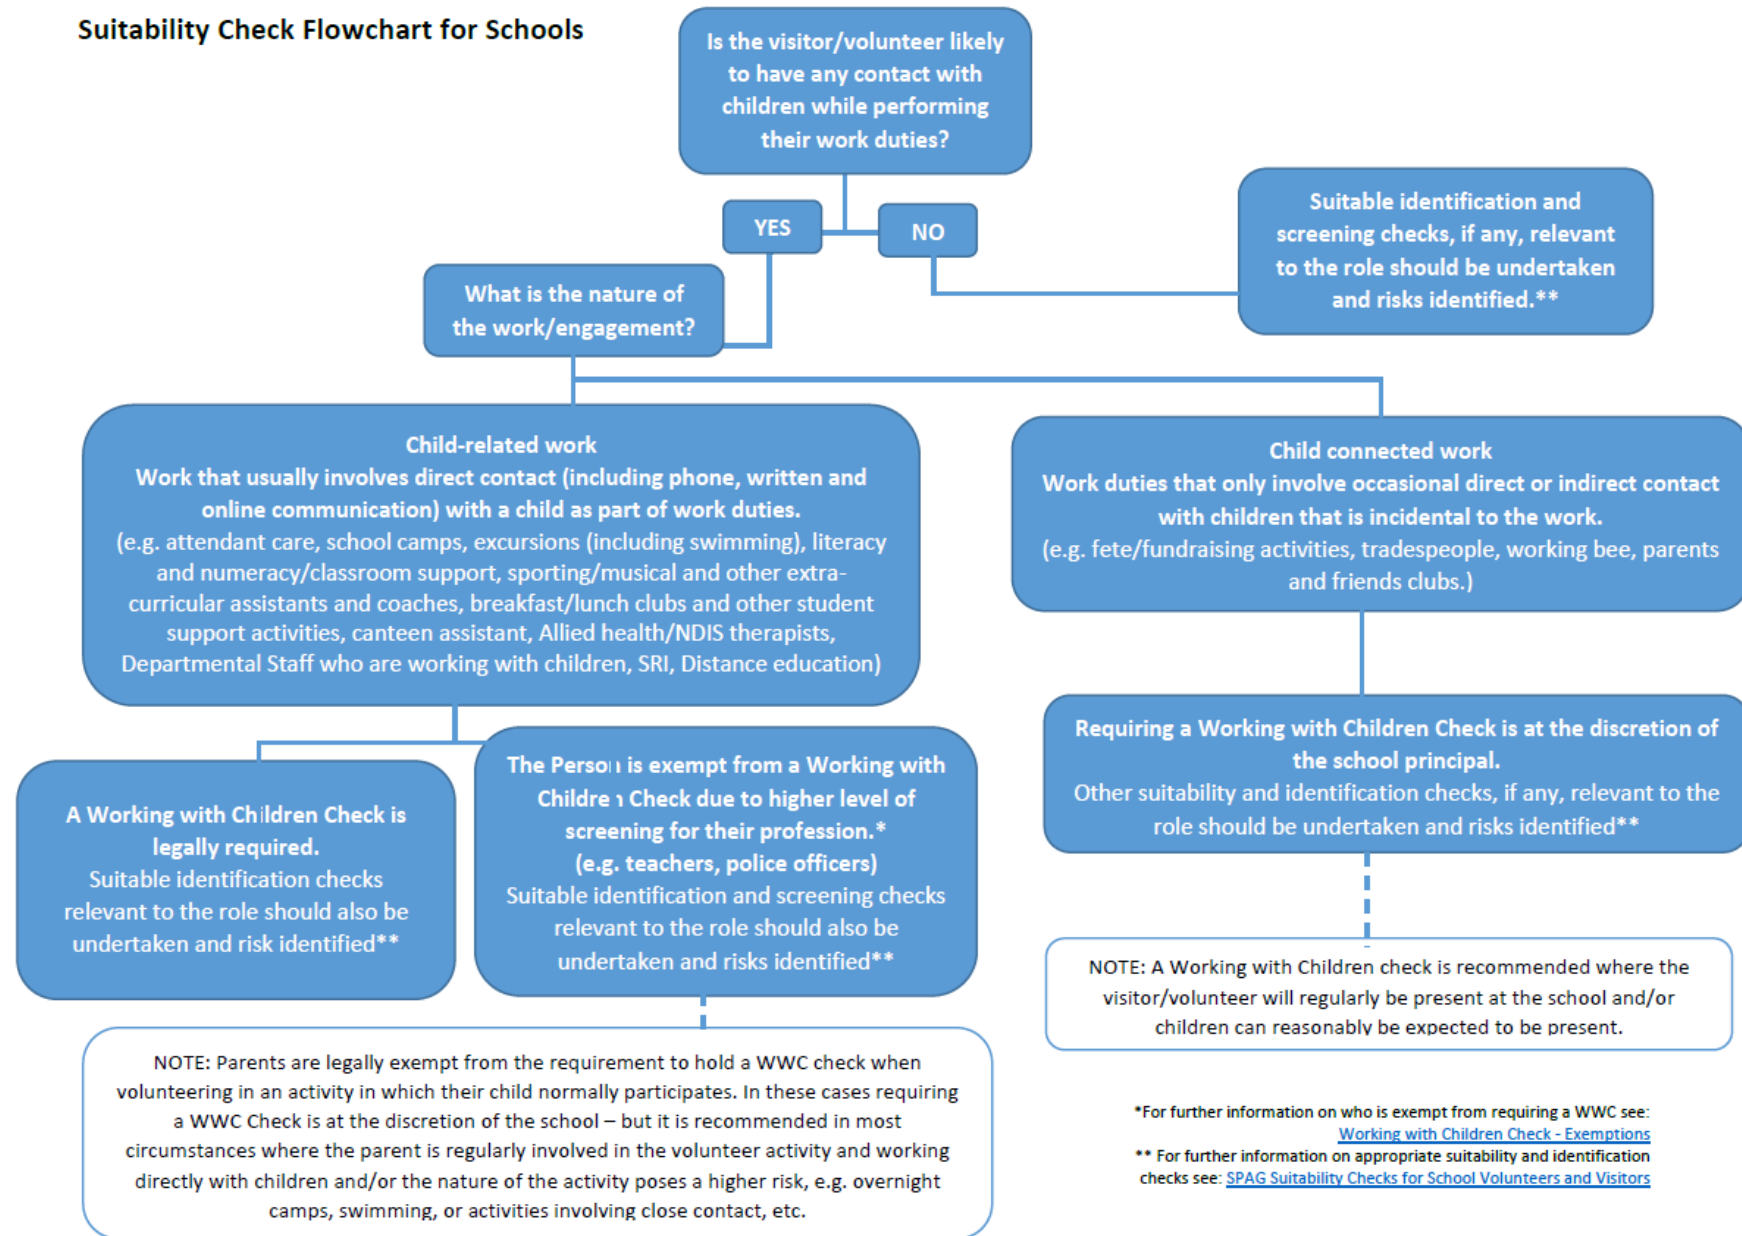 Suitability Check Flowchart for Schools
Is the visitor/volunteer likely
to have any contact with
children while performing
their work duties?
YES
NO
Suitable identification and
screening checks, if any, relevant
to the role should be undertaken
and risks identified.**
What is the nature of
the work/engagement?
Child-related work
Work that usually involves direct contact (including phone, written and
online communication) with a child as part of work duties.
(e.g. attendant care, school camps, excursions (including swimming), literacy
and numeracy/classroom support, sporting/musical and other extra-
curricular assistants and coaches, breakfast/lunch clubs and other student
support activities, canteen assistant, Allied health/NDIS therapists,
Departmental Staff who are working with children, SRI, Distance education)
Child connected work
Work duties that only involve occasional direct or indirect contact
with children that is incidental to the work.
(e.g. fete/fundraising activities, tradespeople, working bee, parents
and friends clubs.)
A Working with Children Check is
legally required.
Suitable identification checks
relevant to the role should also be
undertaken and risk identified**
The Person is exempt from a Working with
Children Check due to higher level of
screening for their profession.*
(e.g. teachers, police officers)
Suitable identification and screening checks
relevant to the role should also be
undertaken and risks identified**
Requiring a Working with Children Check is at the discretion of
the school principal.
Other suitability and identification checks, if any, relevant to the
role should be undertaken and risks identified**
NOTE: A Working with Children check is recommended where the
visitor/volunteer will regularly be present at the school and/or
children can reasonably be expected to be present.
NOTE: Parents are legally exempt from the requirement to hold a WWC check when
volunteering in an activity in which their child normally participates. In these cases requiring
a WWC Check is at the discretion of the school – but it is recommended in most
circumstances where the parent is regularly involved in the volunteer activity and working
directly with children and/or the nature of the activity poses a higher risk, e.g. overnight
camps, swimming, or activities involving close contact, etc.
*For further information on who is exempt from requiring a WWC see:
Working with Children Check - Exemptions
** For further information on appropriate suitability and identification
checks see: SPAG Suitability Checks for School Volunteers and Visitors